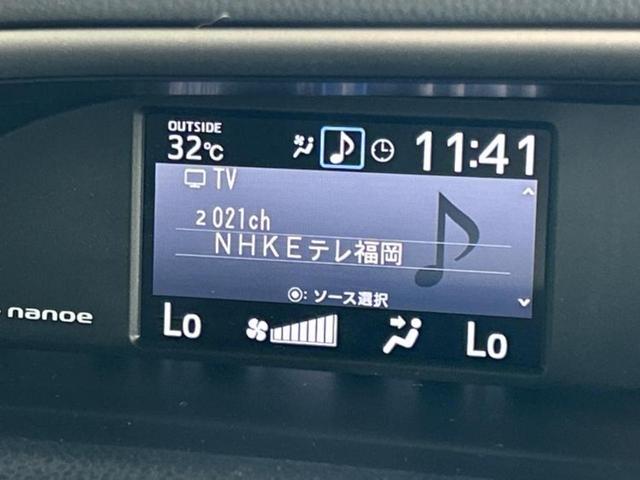 OUTSIDE
32℃
11:41
TV
2 021ch
NHKEテレ福岡
◉: ソース選択
nanoe
Lo
Lo